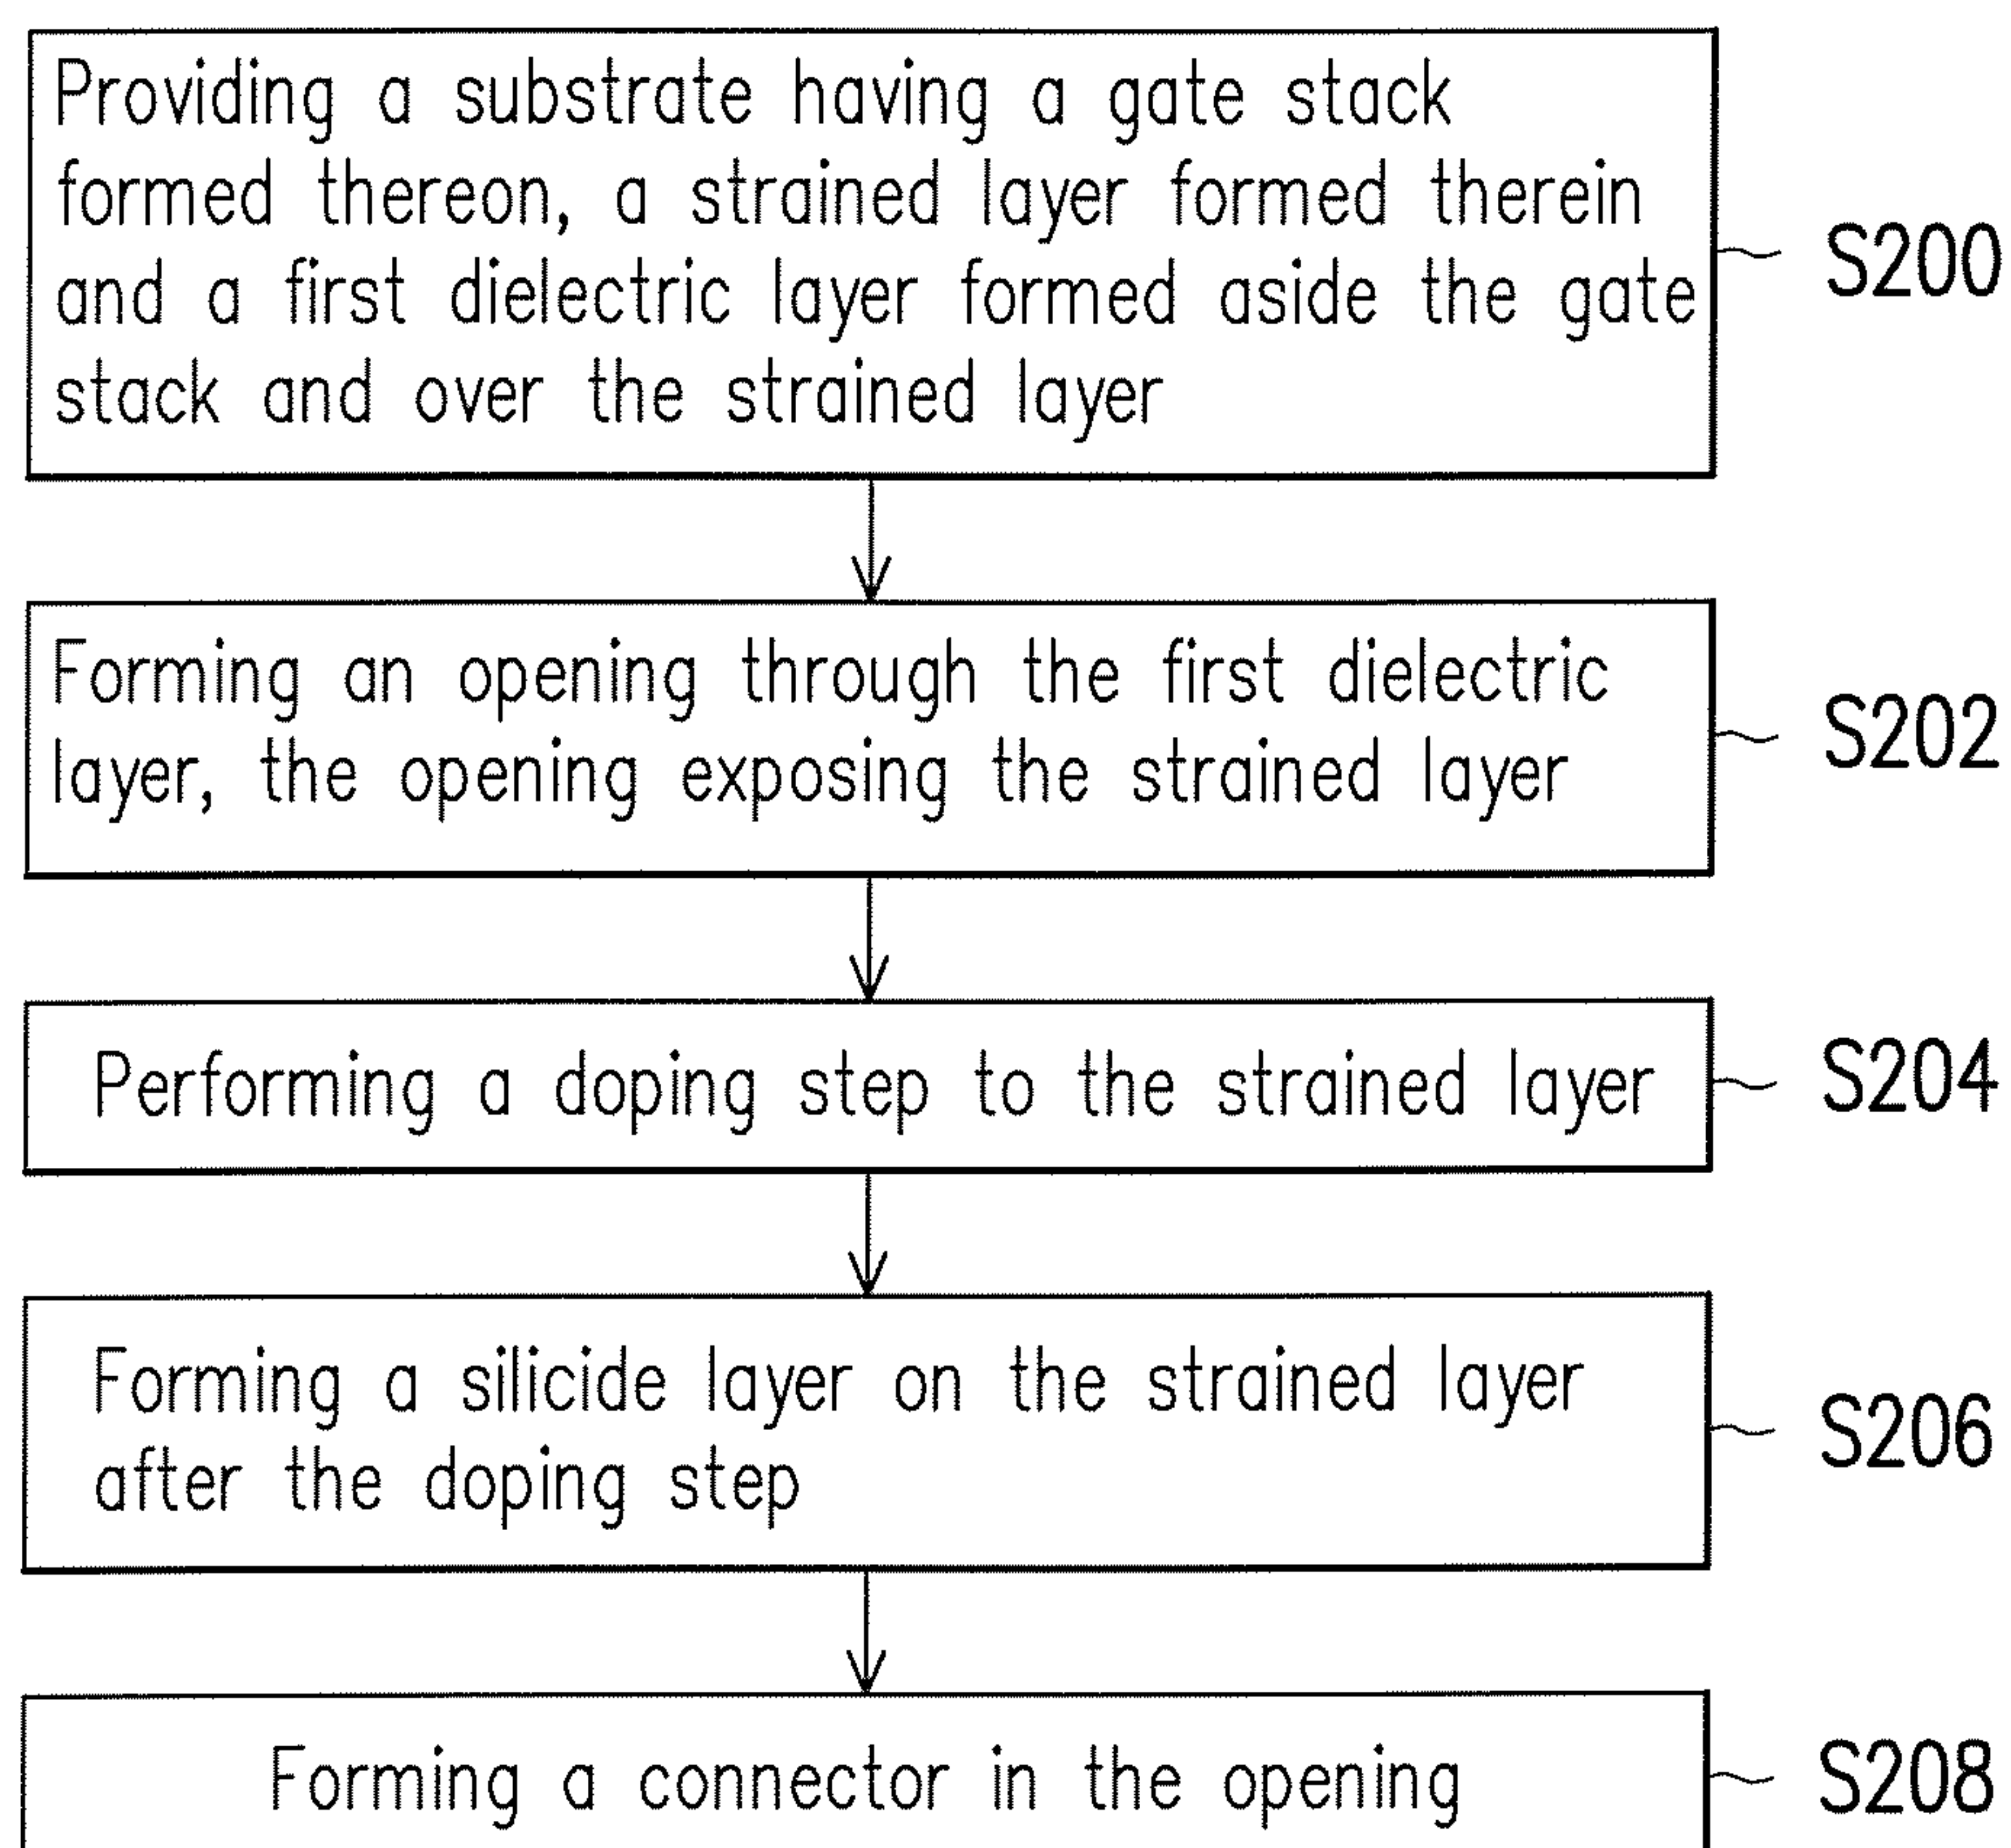 Providing a substrate having a gate stack
formed thereon, a strained layer formed therein
and a first dielectric layer formed aside the gate
stack and over the strained layer
S200
Forming an opening through the first dielectric
layer, the opening exposing the strained layer
S202
Performing a doping step to the strained layer
S204
Forming a silicide layer on the strained layer
after the doping step
S206
Forming a connector in the opening
S208